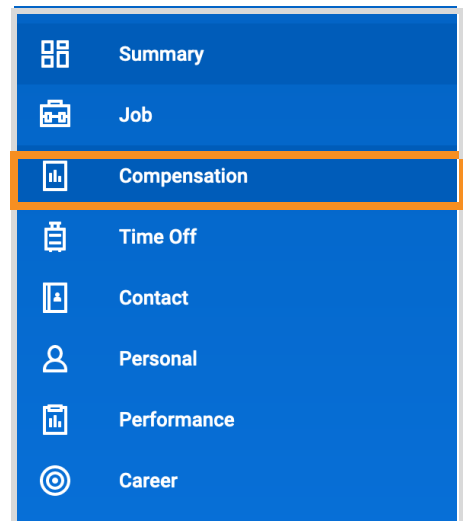 Summary
Job
Compensation
Time Off
Contact
Personal
Performance
Career